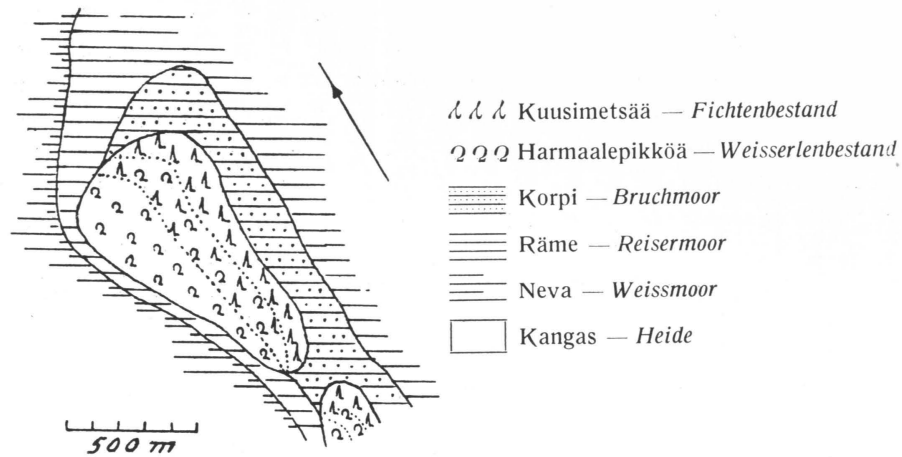 Kuusimetsää — Fichtenbestand
Harmaalepikköä — Weisserlenbestand
Korpi — Bruchmoor
Räme — Reisermoor
Neva — Weissmoor
Kangas — Heide
500 m